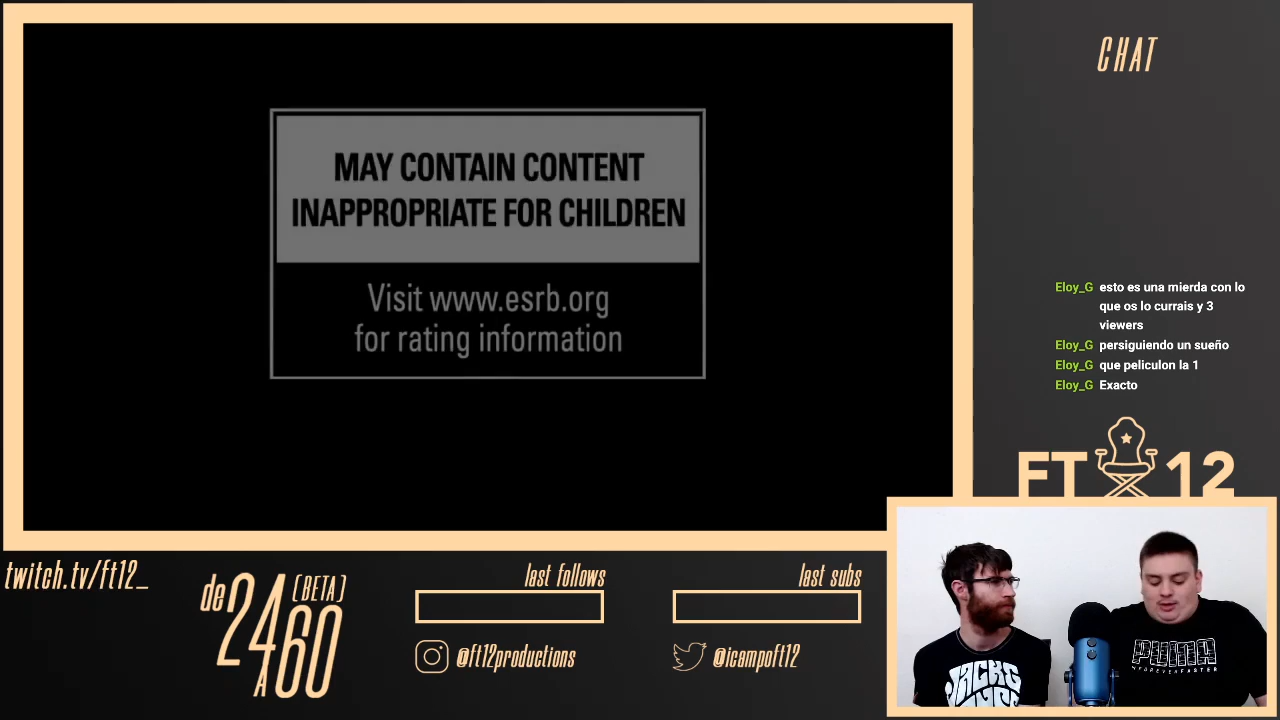 MAY CONTAIN CONTENT
INAPPROPRIATE FOR CHILDREN
Visit www.esrb.org
for rating information
CHAT
Eloy_G esto es una mierda con lo
que os lo currais y 3
viewers
Eloy_G persiguiendo un sueño
Eloy_G que peliculon la 1
Eloy_G Exacto
FT 12
twitch.tv/ft12_
de 24 A 60 (BETA)
last follows
last subs
@ft12productions
@icampoft12
PUMA